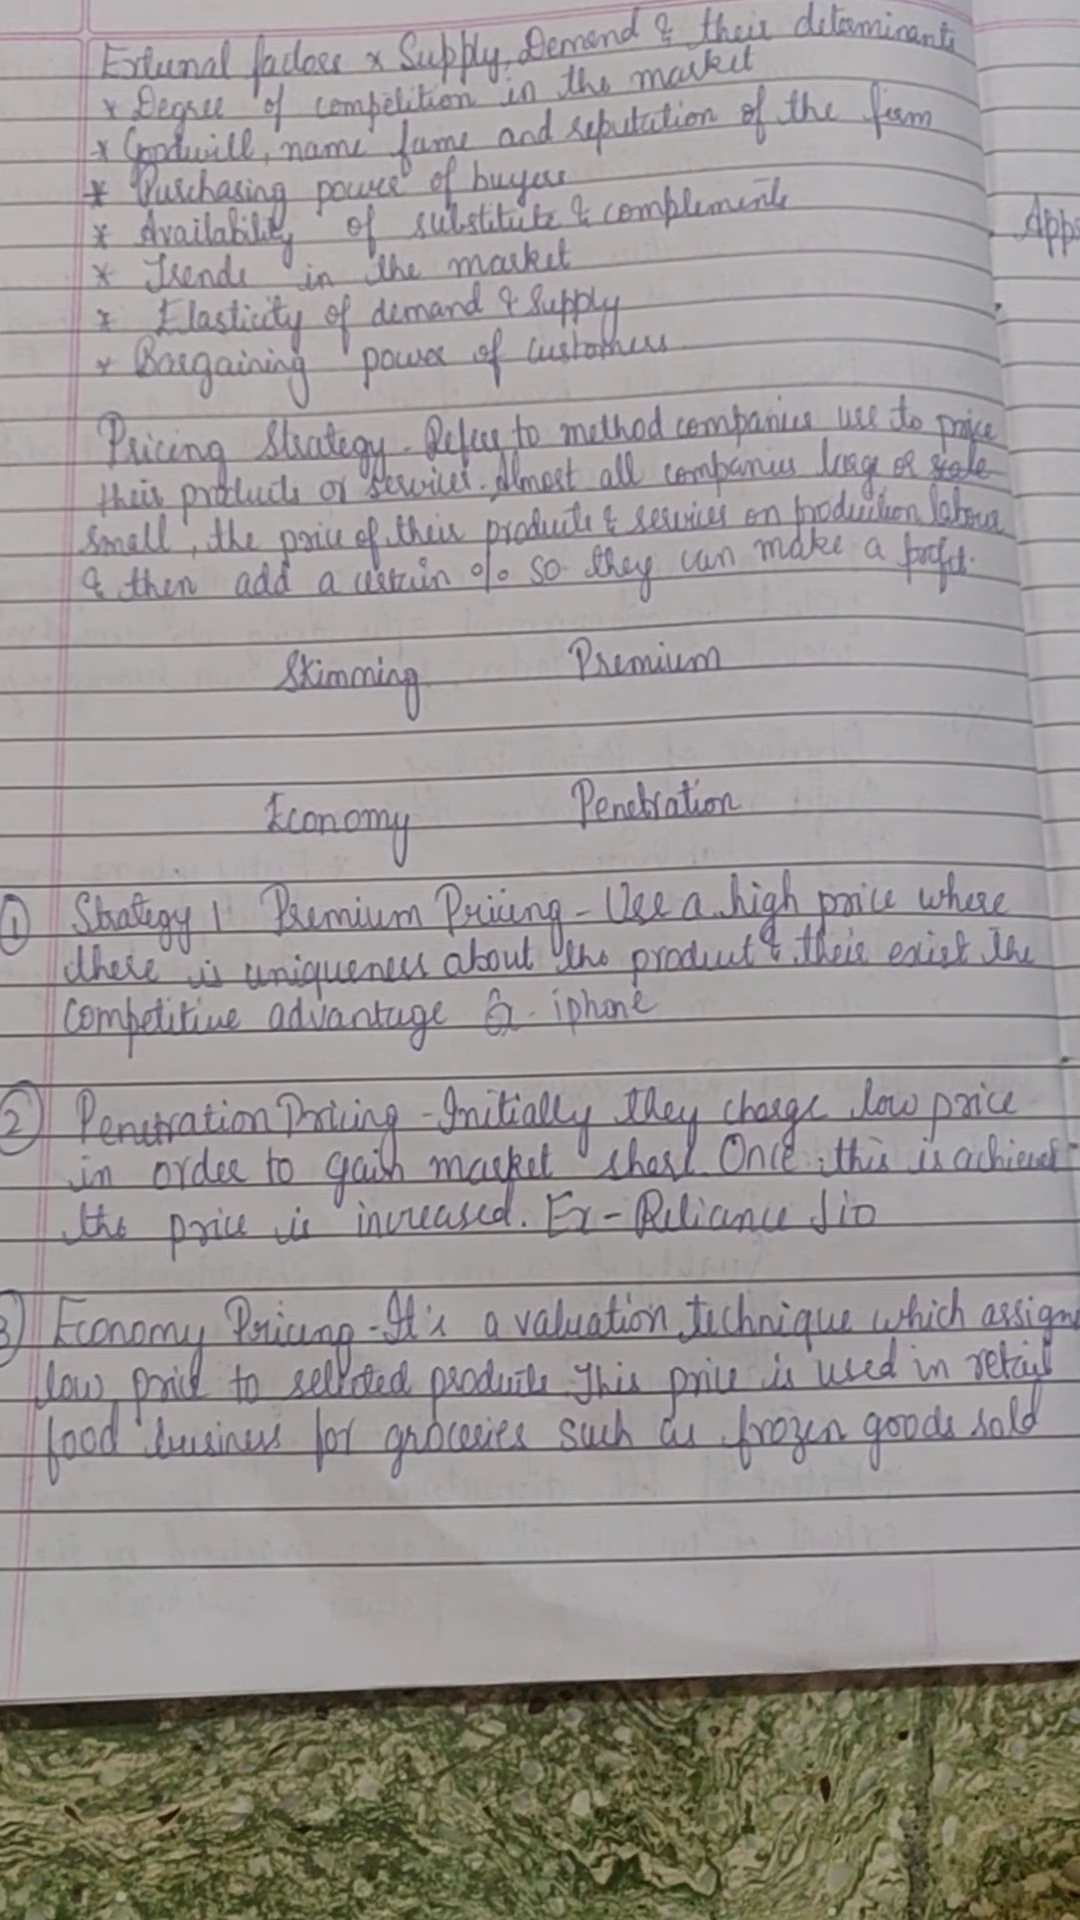 External factors * Supply, Demand & their determinants
* Degree of competition in the market
* Goodwill, name fame and reputation of the firm
* Purchasing power of buyers
* Availability of substitute & complements
* Trends in the market
* Elasticity of demand & supply
* Bargaining power of customers
Pricing Strategy - Refers to method companies use to price
their products or services. Almost all companies large or
small, the price of their products & services on production labour
& then add a certain % so they can make a profit.
Skimming Premium
Economy Penetration
① Strategy 1 Premium Pricing - Use a high price where
there is uniqueness about the product & their exist the
competitive advantage iphone
② Penetration Pricing - Initially they charge low price
in order to gain market share. Once this is achieved
the price is increased. Ex - Reliance Jio
③ Economy Pricing - It's a valuation technique which assigns
low price to selected products This price is used in retail
food business for groceries such as frozen goods sold
App